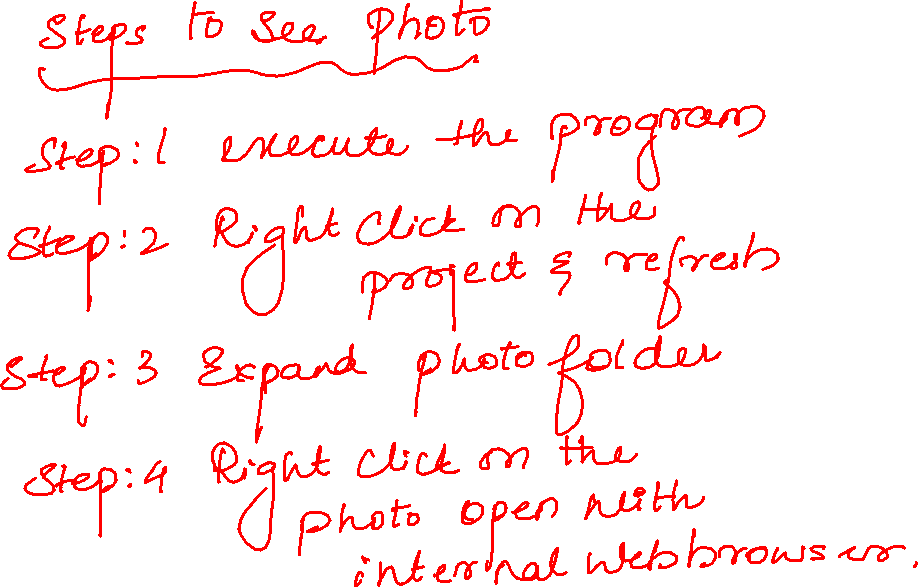 Steps to see photo
Step:1 execute the program
Step:2 Right click on the
project & refresh
Step:3 Expand photo folder
Step:4 Right click on the
photo open with
internal webbrowser.